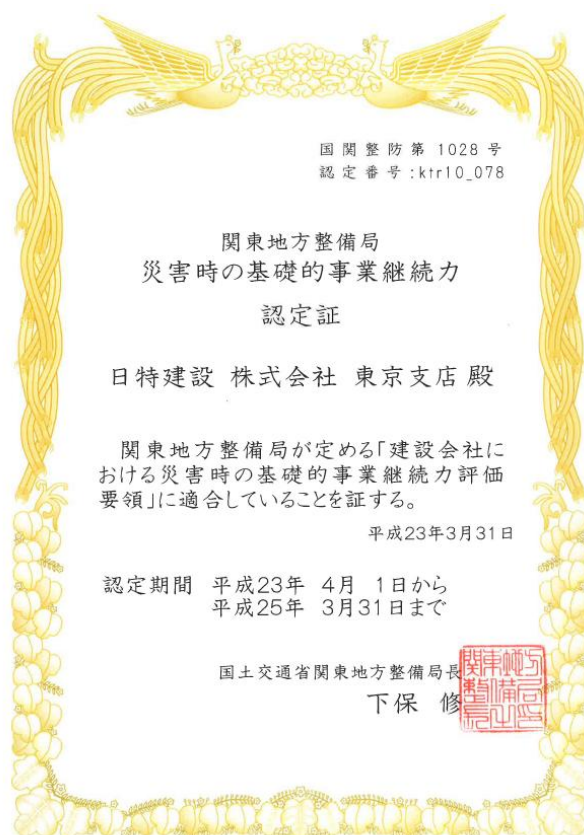 国関整防第 1028 号
認定番号:ktr10_078
関東地方整備局
災害時の基礎的事業継続力
認定証
日特建設 株式会社 東京支店 殿
関東地方整備局が定める「建設会社に
おける災害時の基礎的事業継続力評価
要領」に適合していることを証する。
平成23年3月31日
認定期間 平成23年 4月 1日から
平成25年 3月31日まで
国土交通省関東地方整備局長
下保 修